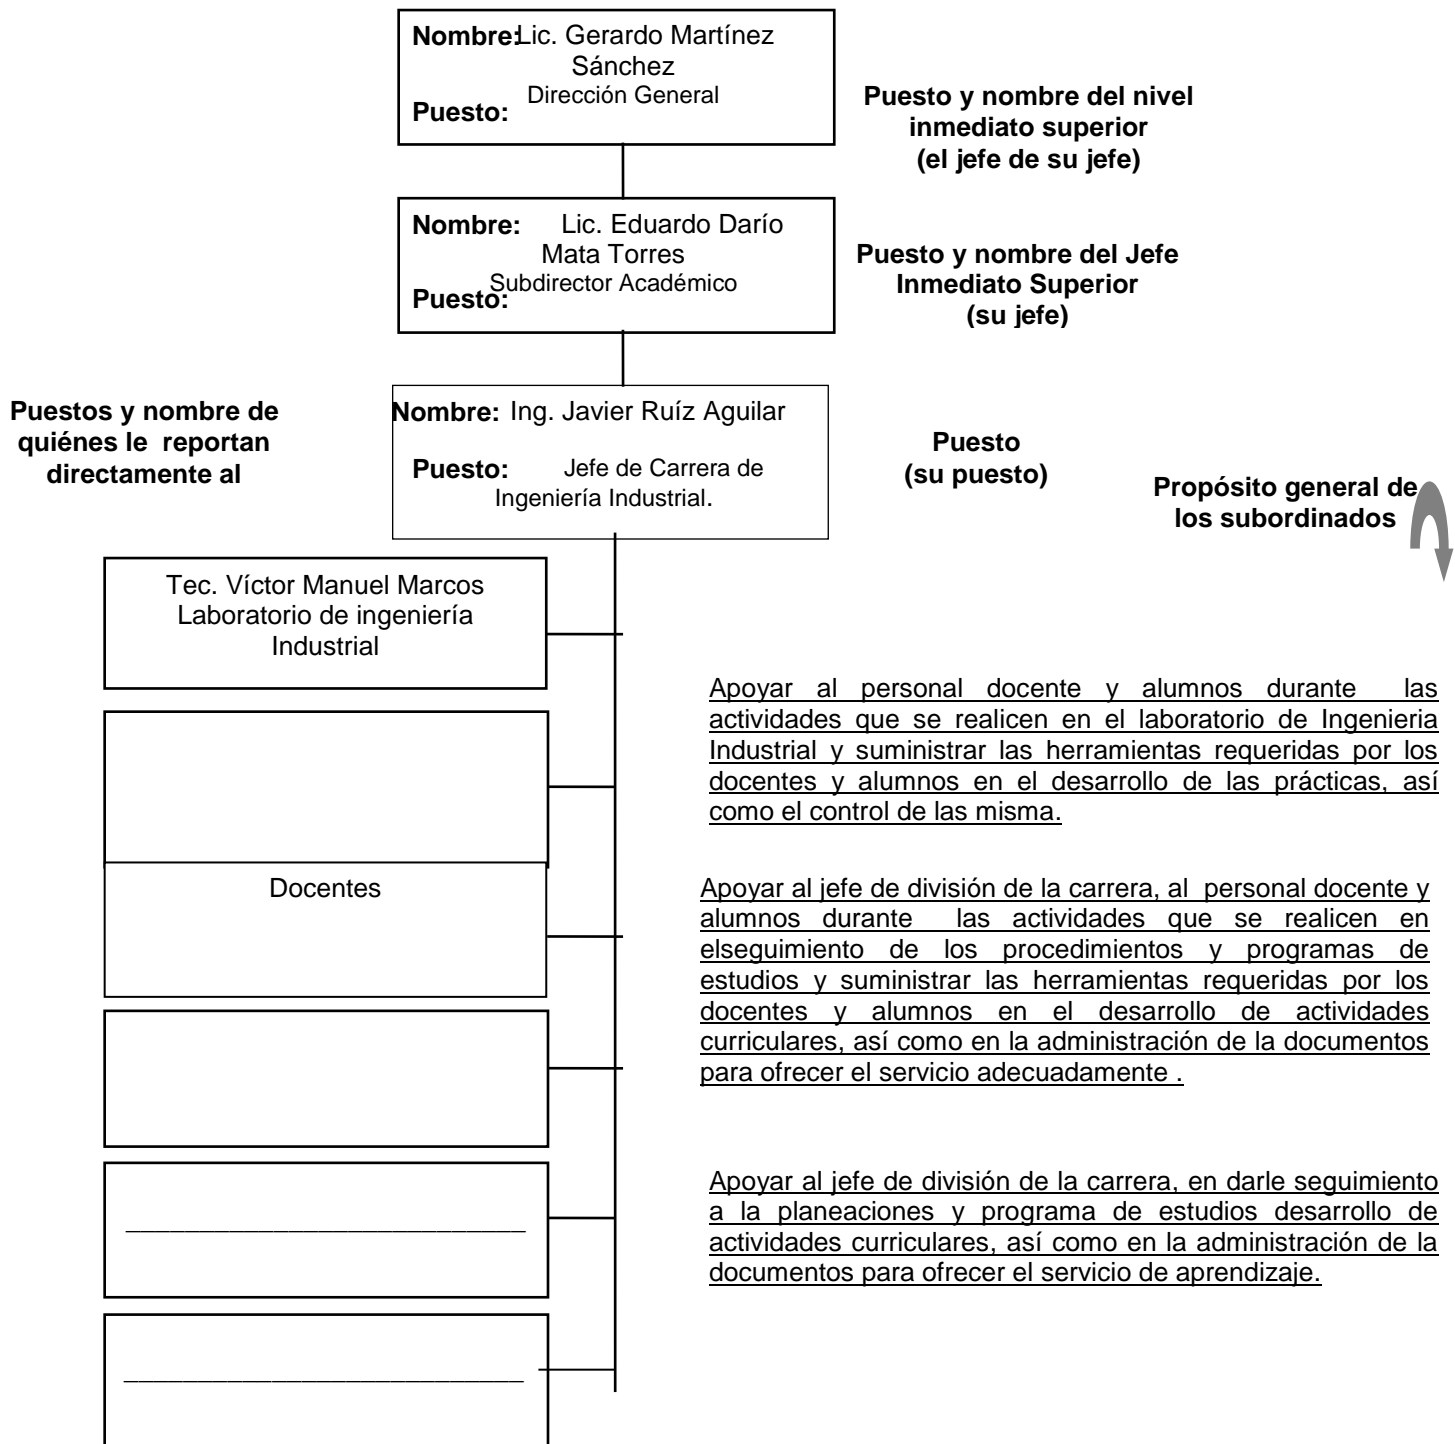 Nombre: Lic. Gerardo Martínez
Sánchez
Dirección General
Puesto:
Puesto y nombre del nivel
inmediato superior
(el jefe de su jefe)
Nombre: Lic. Eduardo Darío
Mata Torres
Subdirector Académico
Puesto:
Puesto y nombre del Jefe
Inmediato Superior
(su jefe)
Puestos y nombre de
quiénes le reportan
directamente al
Nombre: Ing. Javier Ruíz Aguilar
Puesto: Jefe de Carrera de
Ingeniería Industrial.
Puesto
(su puesto)
Propósito general de
los subordinados
Tec. Víctor Manuel Marcos
Laboratorio de ingeniería
Industrial
Apoyar al personal docente y alumnos durante las
actividades que se realicen en el laboratorio de Ingenieria
Industrial y suministrar las herramientas requeridas por los
docentes y alumnos en el desarrollo de las prácticas, así
como el control de las misma.
Docentes
Apoyar al jefe de división de la carrera, al personal docente y
alumnos durante las actividades que se realicen en
elseguimiento de los procedimientos y programas de
estudios y suministrar las herramientas requeridas por los
docentes y alumnos en el desarrollo de actividades
curriculares, así como en la administración de la documentos
para ofrecer el servicio adecuadamente .
Apoyar al jefe de división de la carrera, en darle seguimiento
a la planeaciones y programa de estudios desarrollo de
actividades curriculares, así como en la administración de la
documentos para ofrecer el servicio de aprendizaje.